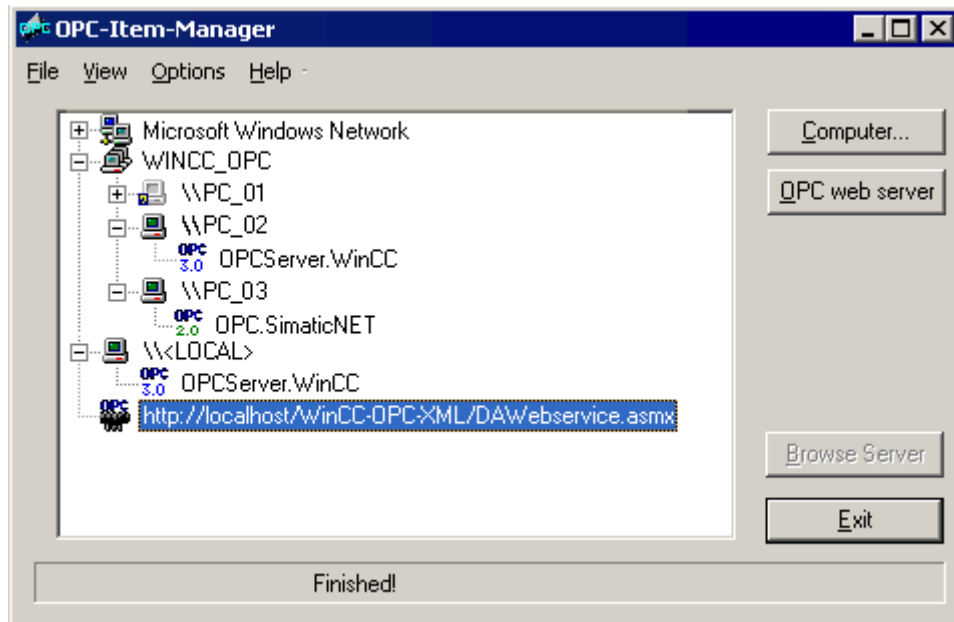 OPC OPC-Item-Manager
File View Options Help
Microsoft Windows Network
Computer...
WINCC_OPC
\\PC_01
OPC web server
\\PC_02
OPC 3.0 OPCServer.WinCC
\\PC_03
OPC 2.0 OPC.SimaticNET
\\<LOCAL>
OPC 3.0 OPCServer.WinCC
OPC http://localhost/WinCC-OPC-XML/DAWebservice.asmx
Browse Server
Exit
Finished!